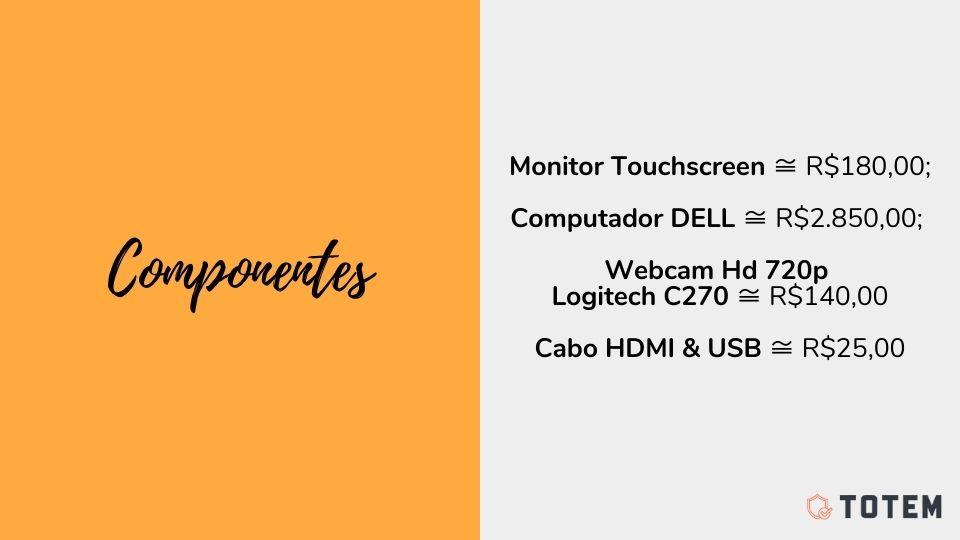 Componentes
Monitor Touchscreen ≅ R$180,00;
Computador DELL ≅ R$2.850,00;
Webcam Hd 720p
Logitech C270 ≅ R$140,00
Cabo HDMI & USB ≅ R$25,00
TOTEM